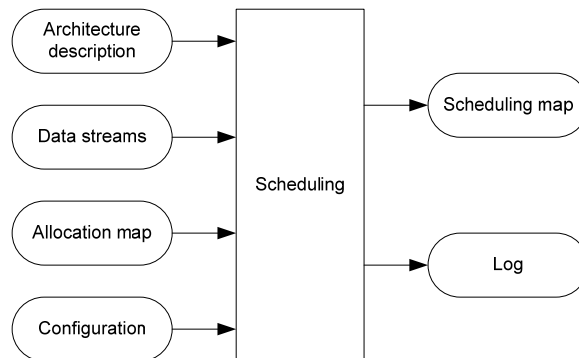 Architecture
description
Data streams
Allocation map
Configuration
Scheduling
Scheduling map
Log